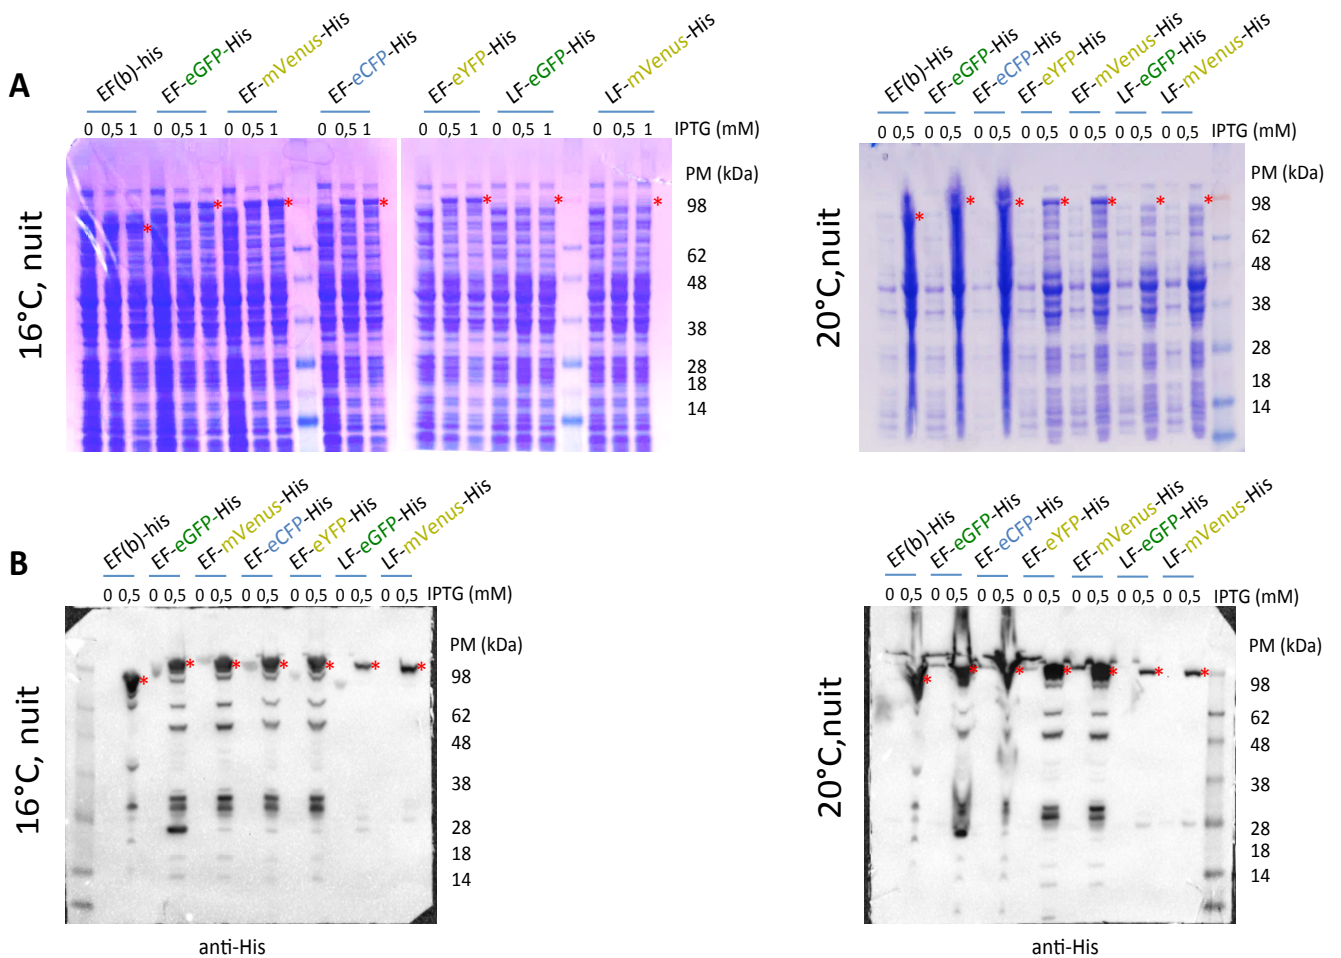 A
EF(b)-his
EF-eGFP-His
EF-mVenus-His
EF-eCFP-His
EF-eYFP-His
LF-eGFP-His
LF-mVenus-His
0 0,5 1 0 0,5 1 0 0,5 1 0 0,5 1 0 0,5 1 0 0,5 1 0 0,5 1 IPTG (mM)
PM (kDa)
98
62
48
38
28
18
14
16°C, nuit
* * * * * * *
EF(b)-His
EF-eGFP-His
EF-eCFP-His
EF-eYFP-His
EF-mVenus-His
LF-eGFP-His
LF-mVenus-His
0 0,5 0 0,5 0 0,5 0 0,5 0 0,5 0 0,5 0 0,5 IPTG (mM)
PM (kDa)
98
62
48
38
28
18
14
20°C, nuit
* * * * * * *
B
EF(b)-his
EF-eGFP-His
EF-mVenus-His
EF-eCFP-His
EF-eYFP-His
LF-eGFP-His
LF-mVenus-His
0 0,5 0 0,5 0 0,5 0 0,5 0 0,5 0 0,5 0 0,5 IPTG (mM)
PM (kDa)
98
62
48
38
28
18
14
16°C, nuit
* * * * * * *
anti-His
EF(b)-His
EF-eGFP-His
EF-eCFP-His
EF-eYFP-His
EF-mVenus-His
LF-eGFP-His
LF-mVenus-His
0 0,5 0 0,5 0 0,5 0 0,5 0 0,5 0 0,5 0 0,5 IPTG (mM)
PM (kDa)
98
62
48
38
28
18
14
20°C,nuit
* * * * * * *
anti-His